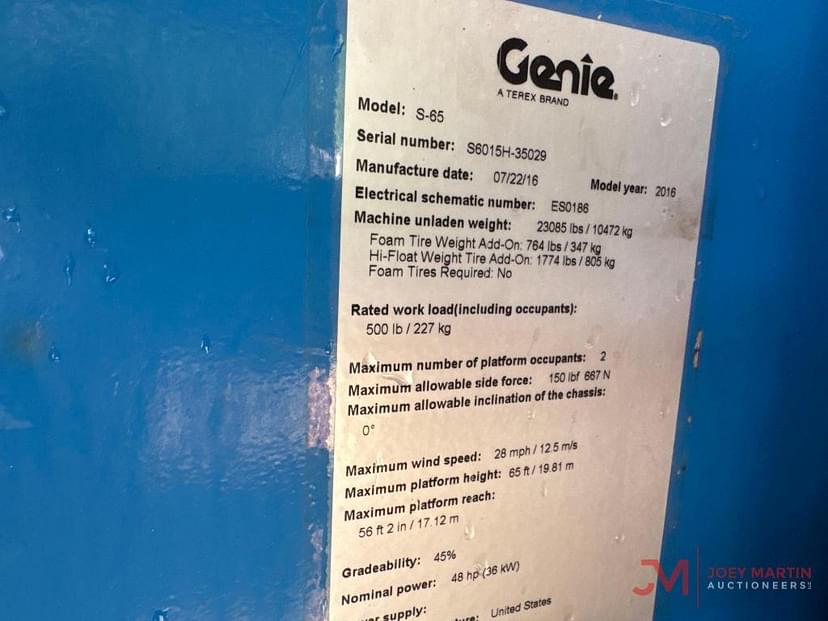 Genie
A TEREX BRAND
Model: S-65
Serial number: S6015H-35029
Manufacture date: 07/22/16 Model year: 2016
Electrical schematic number: ES0186
Machine unladen weight: 23085 lbs / 10472 kg
Foam Tire Weight Add-On: 764 lbs / 347 kg
Hi-Float Weight Tire Add-On: 1774 lbs / 805 kg
Foam Tires Required: No
Rated work load(including occupants):
500 lb / 227 kg
Maximum number of platform occupants: 2
Maximum allowable side force: 150 lbf 667 N
Maximum allowable inclination of the chassis:
0°
Maximum wind speed: 28 mph / 12.5 m/s
Maximum platform height: 65 ft / 19.81 m
Maximum platform reach:
56 ft 2 in / 17.12 m
Gradeability: 45%
Nominal power: 48 hp (36 kW)
supply:
United States
JM JOEY MARTIN
AUCTIONEERS